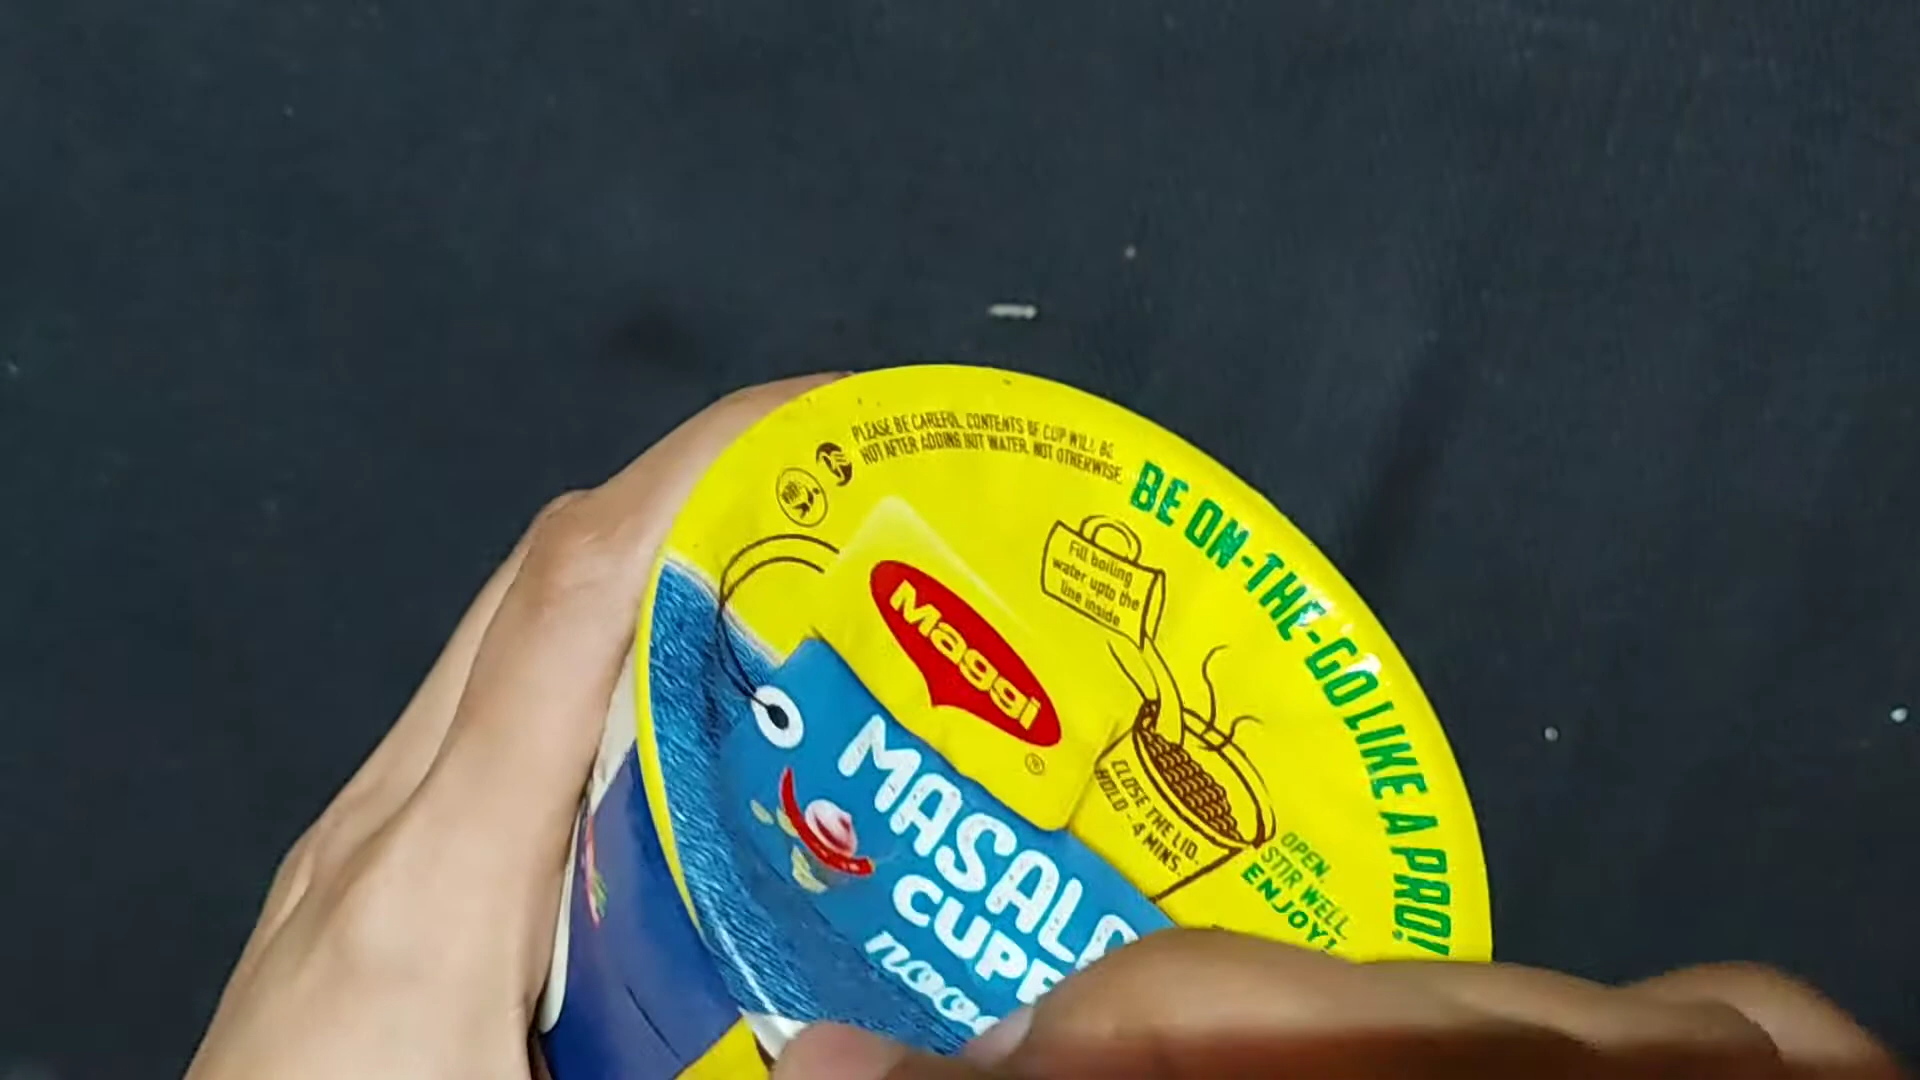 PLEASE BE CAREFUL, CONTENTS OF CUP WILL BE
HOT AFTER ADDING HOT WATER, NOT OTHERWISE
BE ON-THE-GO LIKE A PRO!
Fill boiling
water upto the
line inside
Maggi
CLOSE THE LID.
HOLD - 4 MINS.
OPEN,
STIR WELL
ENJOY!
MASALA